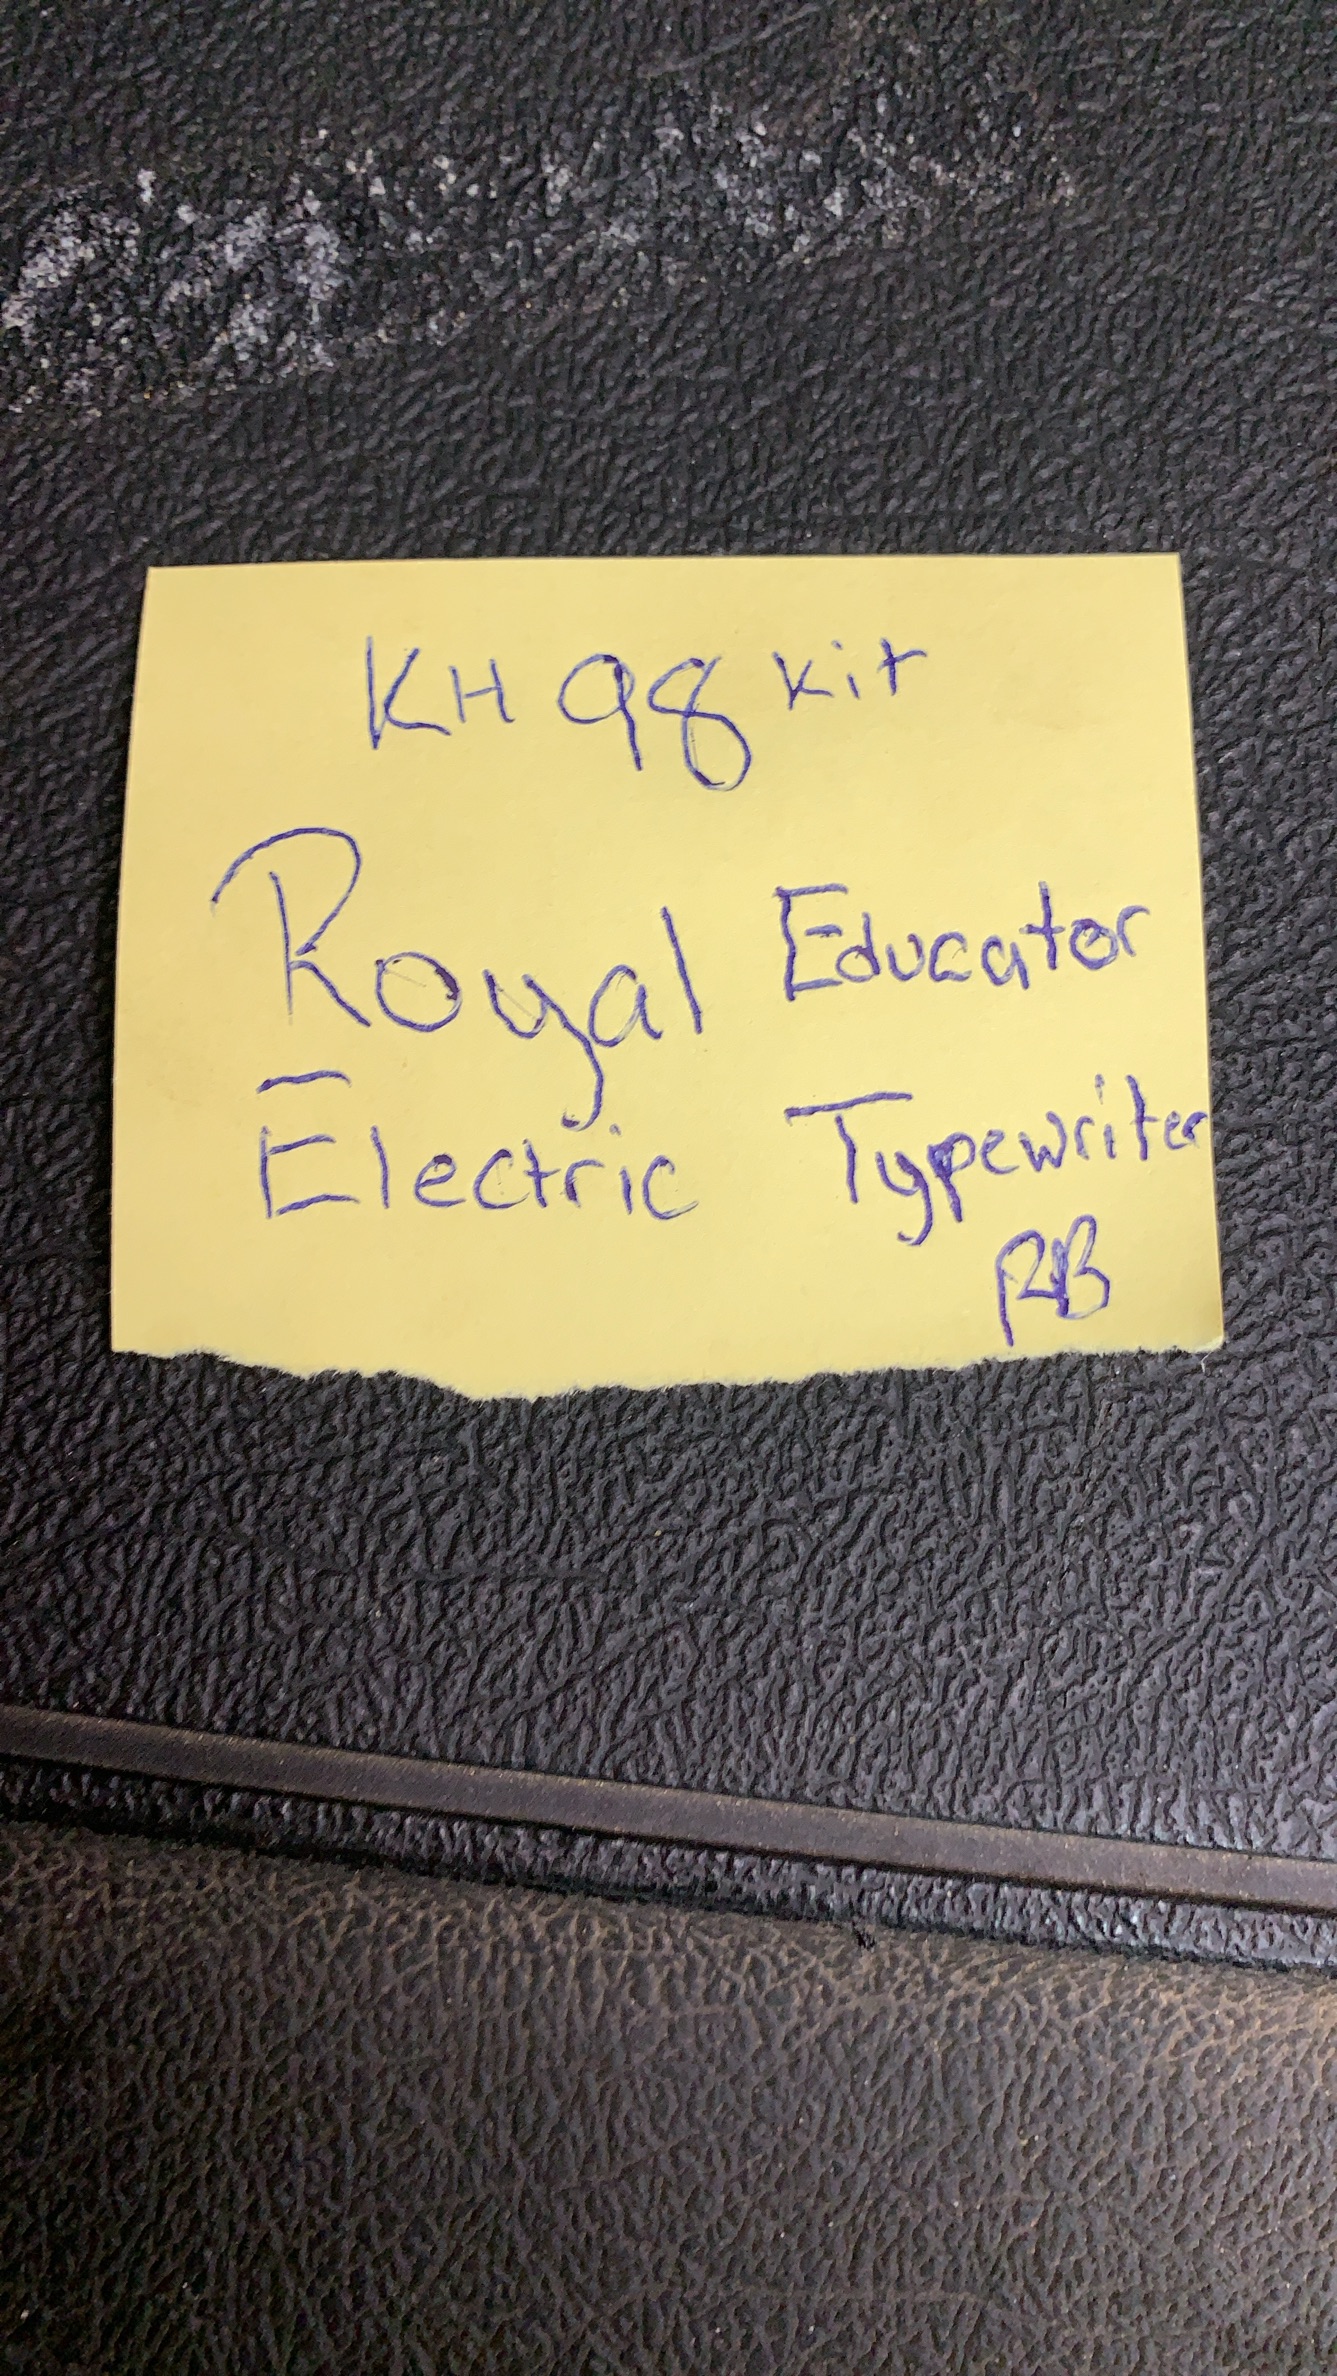 KH 98 Kit
Royal Educator
Electric Typewriter
RB